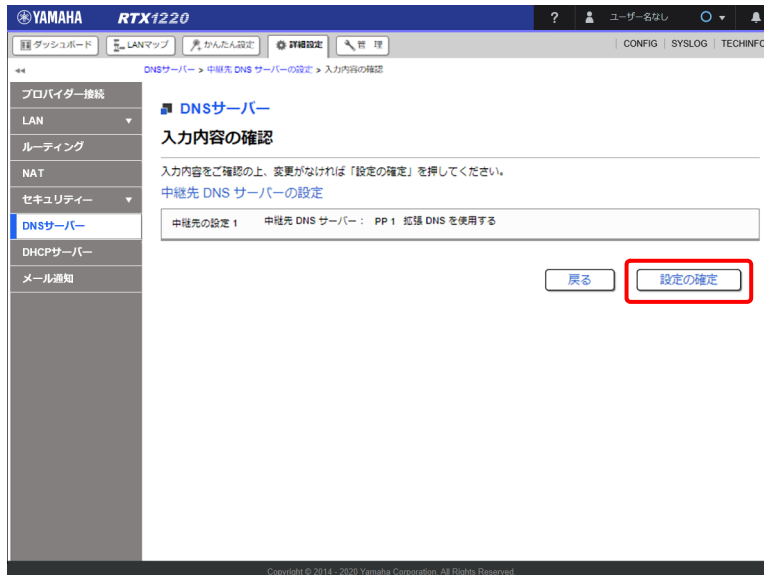 YAMAHA RTX1220 ? ユーザー名なし
ダッシュボード LANマップ かんたん設定 詳細設定 管 理 CONFIG SYSLOG TECHINFO
DNSサーバー > 中継先 DNS サーバーの設定 > 入力内容の確認
プロバイダー接続
LAN
ルーティング
NAT
セキュリティー
DNSサーバー
DHCPサーバー
メール通知
DNSサーバー
入力内容の確認
入力内容をご確認の上、変更がなければ「設定の確定」を押してください。
中継先 DNS サーバーの設定
中継先の設定 1 中継先 DNS サーバー： PP 1 拡張 DNS を使用する
戻る 設定の確定
Copyright © 2014 - 2020 Yamaha Corporation. All Rights Reserved.